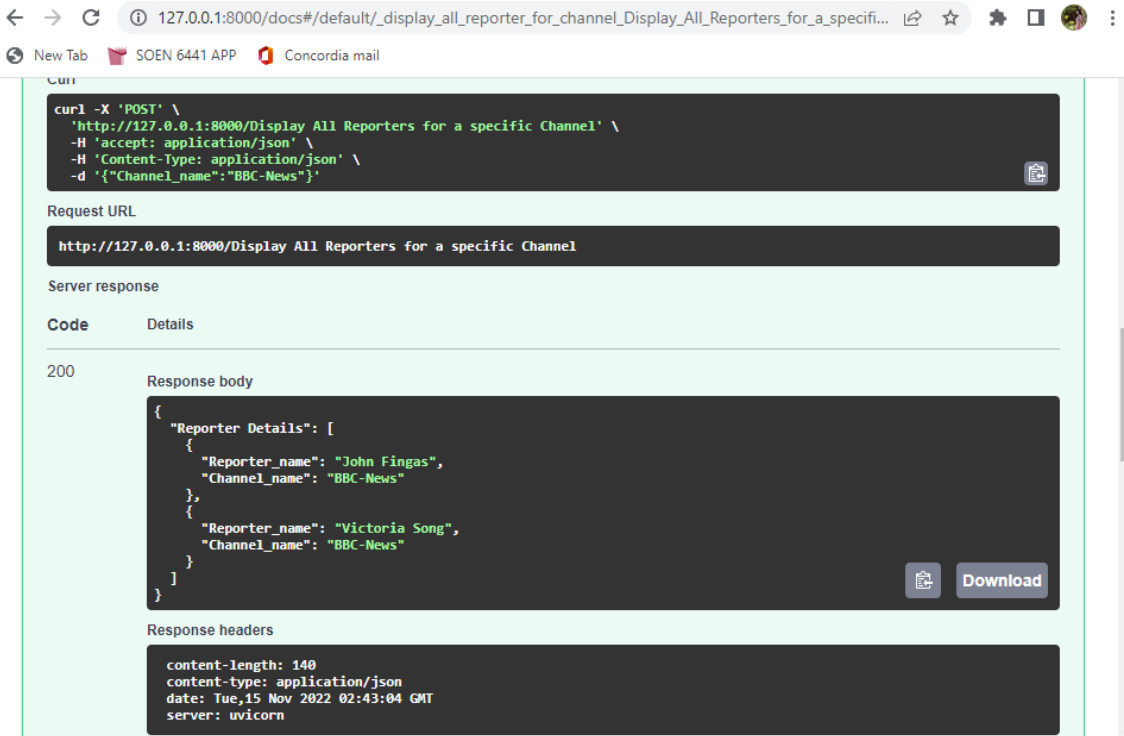 127.0.0.1:8000/docs#/default/_display_all_reporter_for_channel_Display_All_Reporters_for_a_specifi...
New Tab SOEN 6441 APP Concordia mail
Curl
curl -X 'POST' \
'http://127.0.0.1:8000/Display All Reporters for a specific Channel' \
-H 'accept: application/json' \
-H 'Content-Type: application/json' \
-d '{"Channel_name":"BBC-News"}'
Request URL
http://127.0.0.1:8000/Display All Reporters for a specific Channel
Server response
Code Details
200
Response body
{
"Reporter Details": [
{
"Reporter_name": "John Fingas",
"Channel_name": "BBC-News"
},
{
"Reporter_name": "Victoria Song",
"Channel_name": "BBC-News"
}
]
}
Download
Response headers
content-length: 140
content-type: application/json
date: Tue,15 Nov 2022 02:43:04 GMT
server: uvicorn